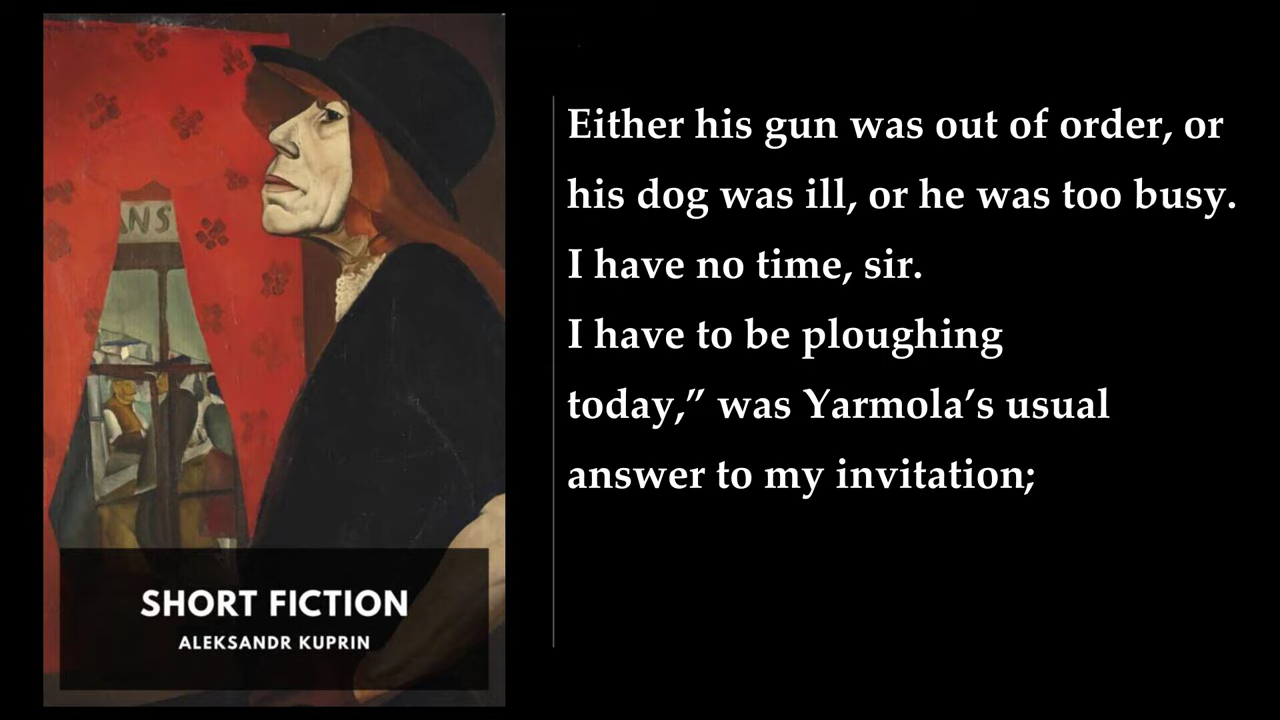 ANS
SHORT FICTION
ALEKSANDR KUPRIN
Either his gun was out of order, or
his dog was ill, or he was too busy.
I have no time, sir.
I have to be ploughing
today,” was Yarmola’s usual
answer to my invitation;